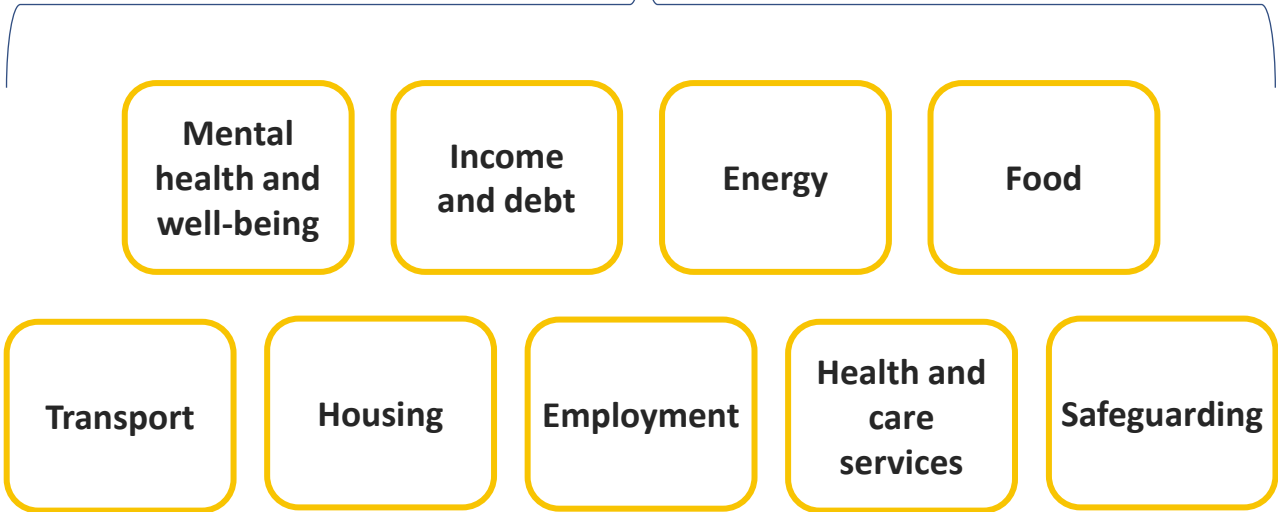 Mental
health and
well-being
Income
and debt
Energy
Food
Transport
Housing
Employment
Health and
care
services
Safeguarding